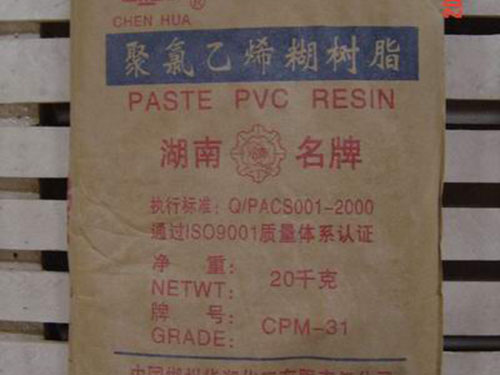 CHEN HUA ®
聚氯乙烯糊树脂
PASTE PVC RESIN
湖南 名牌
执行标准: Q/PACS001-2000
通过ISO9001质量体系认证
净 重: 20千克
NETWT:
牌 号: CPM-31
GRADE: